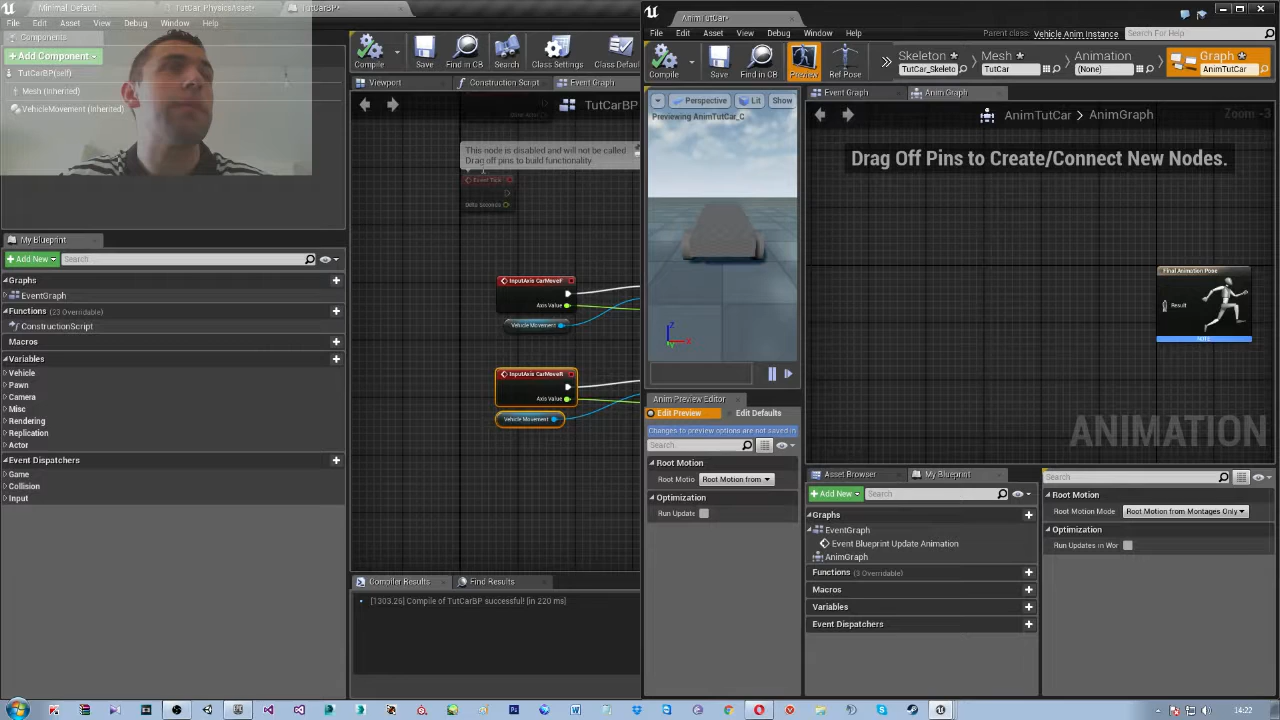 Minimal_Default
TutCar_PhysicsAsset*
TutCarBP*
File
Edit
Asset
View
Debug
Window
Help
Components
+ Add Component
TutCarBP(self)
Mesh (Inherited)
VehicleMovement (Inherited)
Compile
Save
Find in CB
Search
Class Settings
Class Defaul
Viewport
Construction Script
Event Graph
TutCarBP
This node is disabled and will not be called
Drag off pins to build functionality.
Event Tick
Delta Seconds
InputAxis CarMoveF
Axis Value
Vehicle Movement
InputAxis CarMoveR
Axis Value
Vehicle Movement
My Blueprint
+ Add New
Search
Graphs
EventGraph
Functions (23 Overridable)
ConstructionScript
Macros
Variables
Vehicle
Pawn
Camera
Misc
Rendering
Replication
Actor
Event Dispatchers
Game
Collision
Input
Compiler Results
Find Results
[1303.26] Compile of TutCarBP successful! [in 220 ms]
AnimTutCar*
File
Edit
Asset
View
Debug
Window
Help
Parent class: Vehicle Anim Instance
Search For Help
Compile
Save
Find in CB
Preview
Ref Pose
Skeleton
TutCar_Skeleto
Mesh
TutCar
Animation
(None)
Graph
AnimTutCar
Perspective
Lit
Show
Previewing AnimTutCar_C
Event Graph
Anim Graph
AnimTutCar > AnimGraph
Zoom -3
Drag Off Pins to Create/Connect New Nodes.
Final Animation Pose
Result
NOTE
ANIMATION
Z
X
Anim Preview Editor
Edit Preview
Edit Defaults
Changes to preview options are not saved in
Search
Root Motion
Root Motio
Root Motion from
Optimization
Run Update
Asset Browser
My Blueprint
+ Add New
Search
Graphs
EventGraph
Event Blueprint Update Animation
AnimGraph
Functions (3 Overridable)
Macros
Variables
Event Dispatchers
Search
Root Motion
Root Motion Mode
Root Motion from Montages Only
Optimization
Run Updates in Wor
14:22